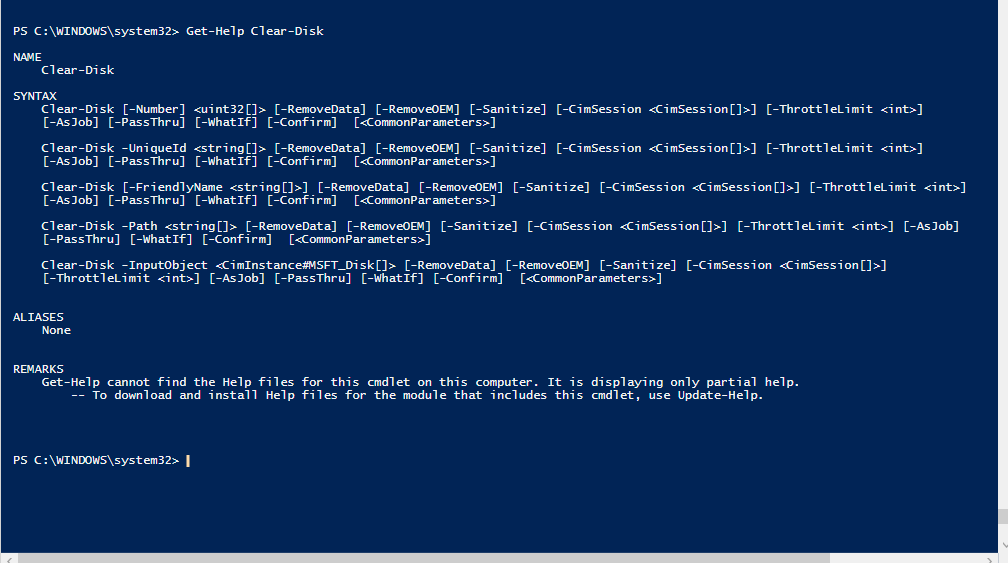 PS C:\WINDOWS\system32> Get-Help Clear-Disk
NAME
Clear-Disk
SYNTAX
Clear-Disk [-Number] <uint32[]> [-RemoveData] [-RemoveOEM] [-Sanitize] [-CimSession <CimSession[]>] [-ThrottleLimit <int>]
[-AsJob] [-PassThru] [-WhatIf] [-Confirm]  [<CommonParameters>]
Clear-Disk -UniqueId <string[]> [-RemoveData] [-RemoveOEM] [-Sanitize] [-CimSession <CimSession[]>] [-ThrottleLimit <int>]
[-AsJob] [-PassThru] [-WhatIf] [-Confirm]  [<CommonParameters>]
Clear-Disk [-FriendlyName <string[]>] [-RemoveData] [-RemoveOEM] [-Sanitize] [-CimSession <CimSession[]>] [-ThrottleLimit <int>]
[-AsJob] [-PassThru] [-WhatIf] [-Confirm]  [<CommonParameters>]
Clear-Disk -Path <string[]> [-RemoveData] [-RemoveOEM] [-Sanitize] [-CimSession <CimSession[]>] [-ThrottleLimit <int>] [-AsJob]
[-PassThru] [-WhatIf] [-Confirm]  [<CommonParameters>]
Clear-Disk -InputObject <CimInstance#MSFT_Disk[]> [-RemoveData] [-RemoveOEM] [-Sanitize] [-CimSession <CimSession[]>]
[-ThrottleLimit <int>] [-AsJob] [-PassThru] [-WhatIf] [-Confirm]  [<CommonParameters>]
ALIASES
None
REMARKS
Get-Help cannot find the Help files for this cmdlet on this computer. It is displaying only partial help.
-- To download and install Help files for the module that includes this cmdlet, use Update-Help.
PS C:\WINDOWS\system32>